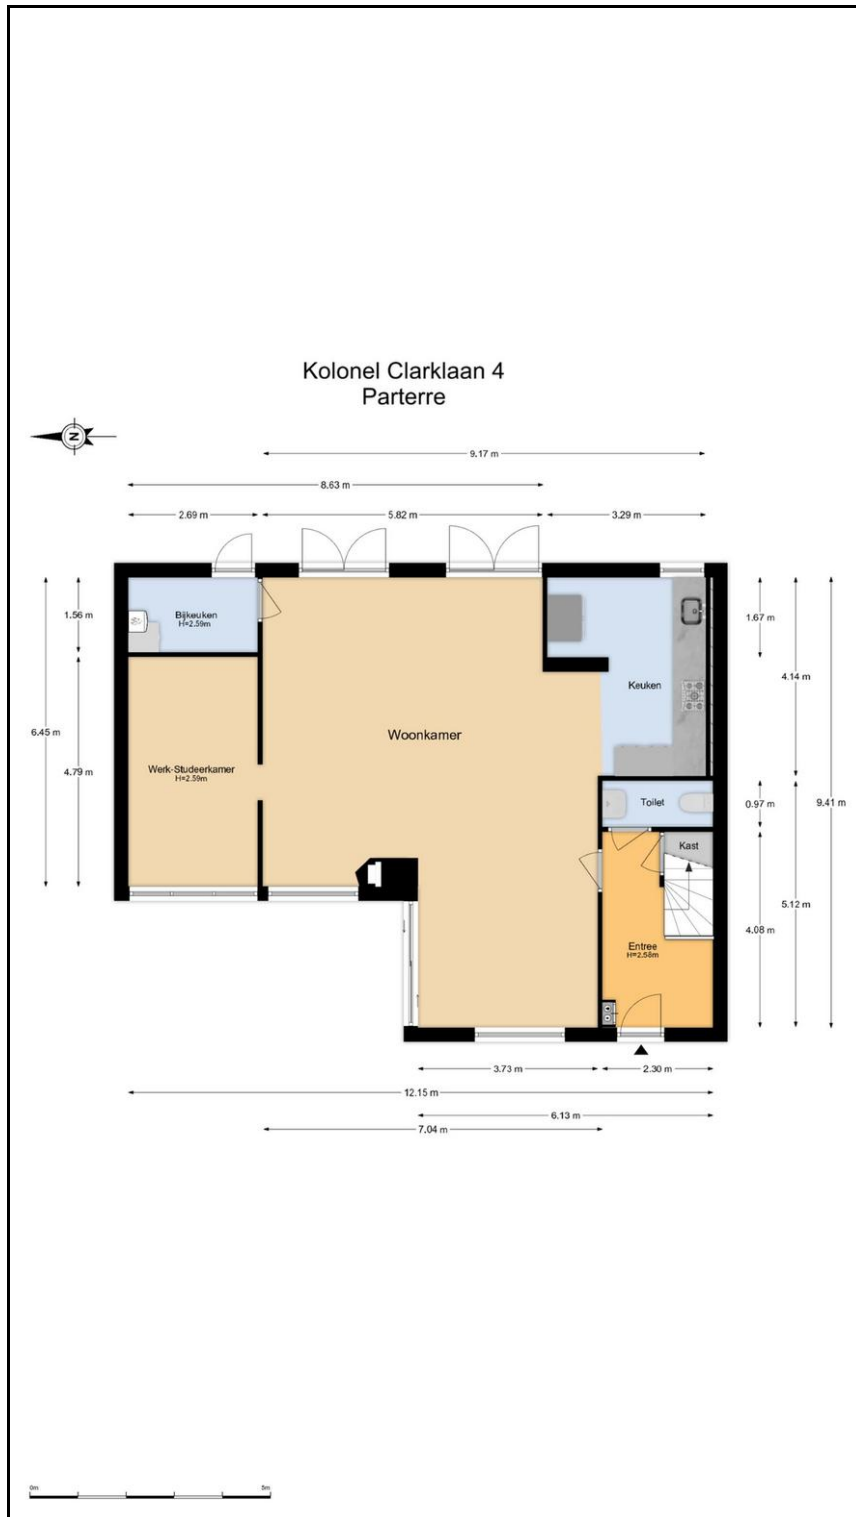 Kolonel Clarklaan 4
Parterre
N
9.17 m
8.63 m
2.69 m
5.82 m
3.29 m
1.56 m
Bijkeuken
H=2.59m
1.67 m
Keuken
4.14 m
6.45 m
4.79 m
Woonkamer
Werk-Studeerkamer
H=2.59m
Toilet
0.97 m
9.41 m
Kast
5.12 m
4.08 m
Entree
H=2.58m
3.73 m
2.30 m
12.15 m
6.13 m
7.04 m
0m
5m